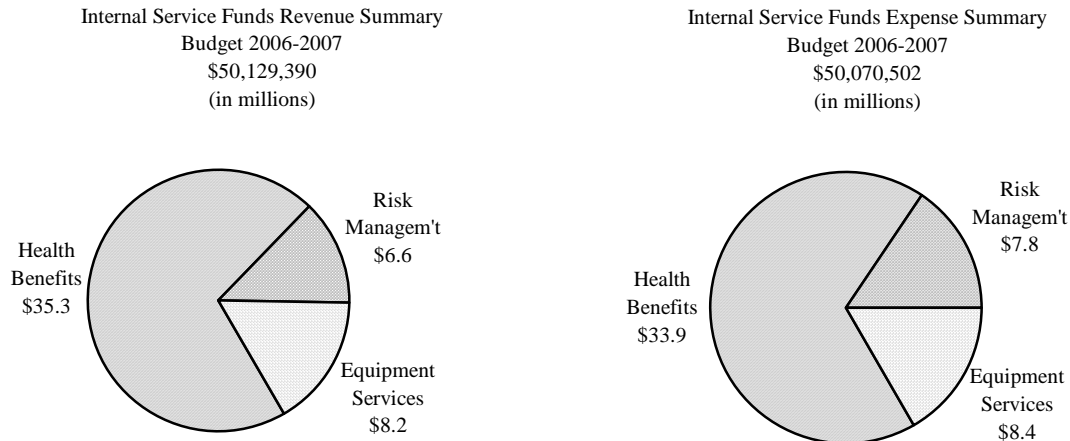 Internal Service Funds Revenue Summary
Budget 2006-2007
$50,129,390
(in millions)
Risk
Managem't
$6.6
Health
Benefits
$35.3
Equipment
Services
$8.2
Internal Service Funds Expense Summary
Budget 2006-2007
$50,070,502
(in millions)
Risk
Managem't
$7.8
Health
Benefits
$33.9
Equipment
Services
$8.4